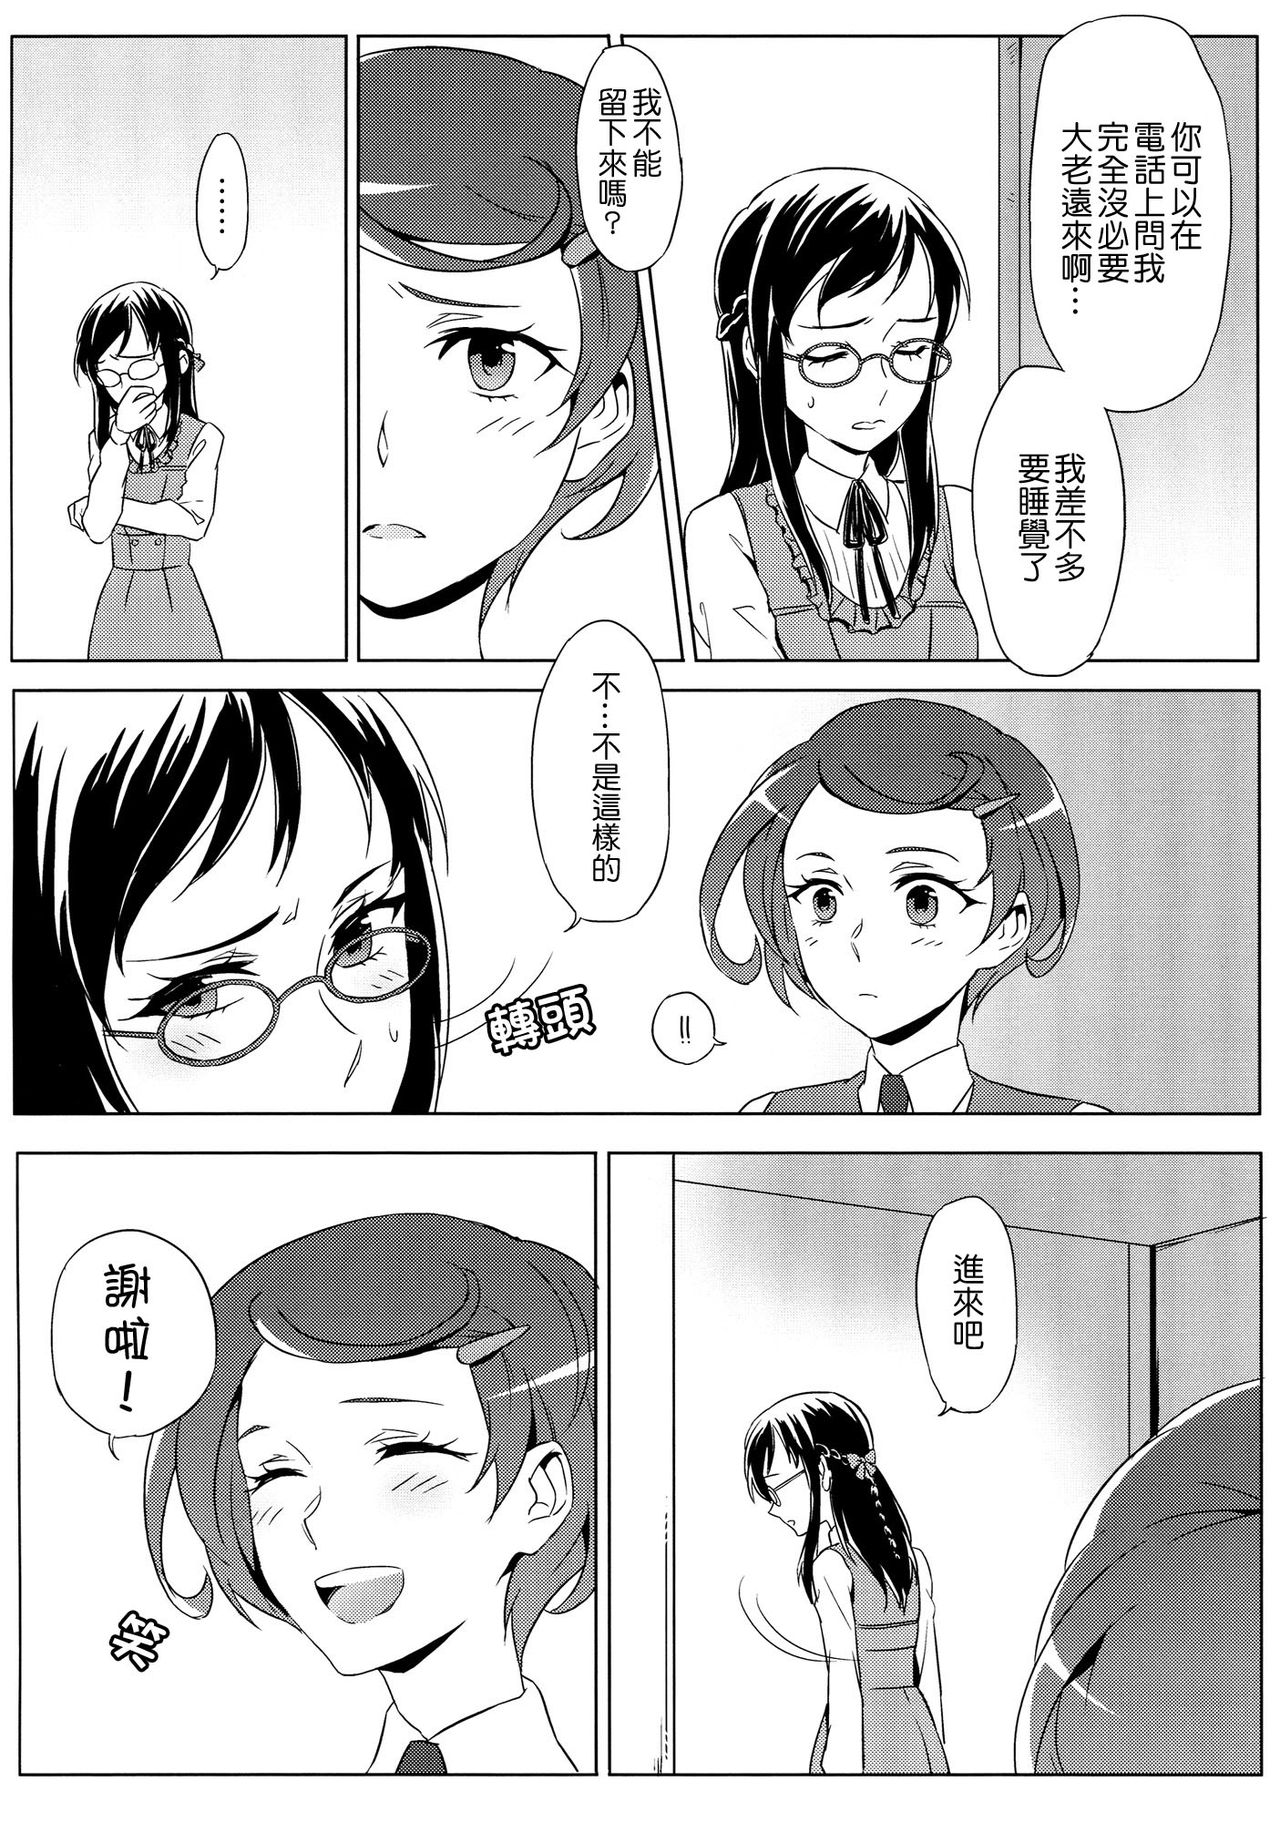 你可以在
電話上問我
完全沒必要
大老遠來啊…
我差不多
要睡覺了
我不能
留下來嗎？
……
!!
不…不是這樣的
轉頭
進來吧
謝啦！
笑